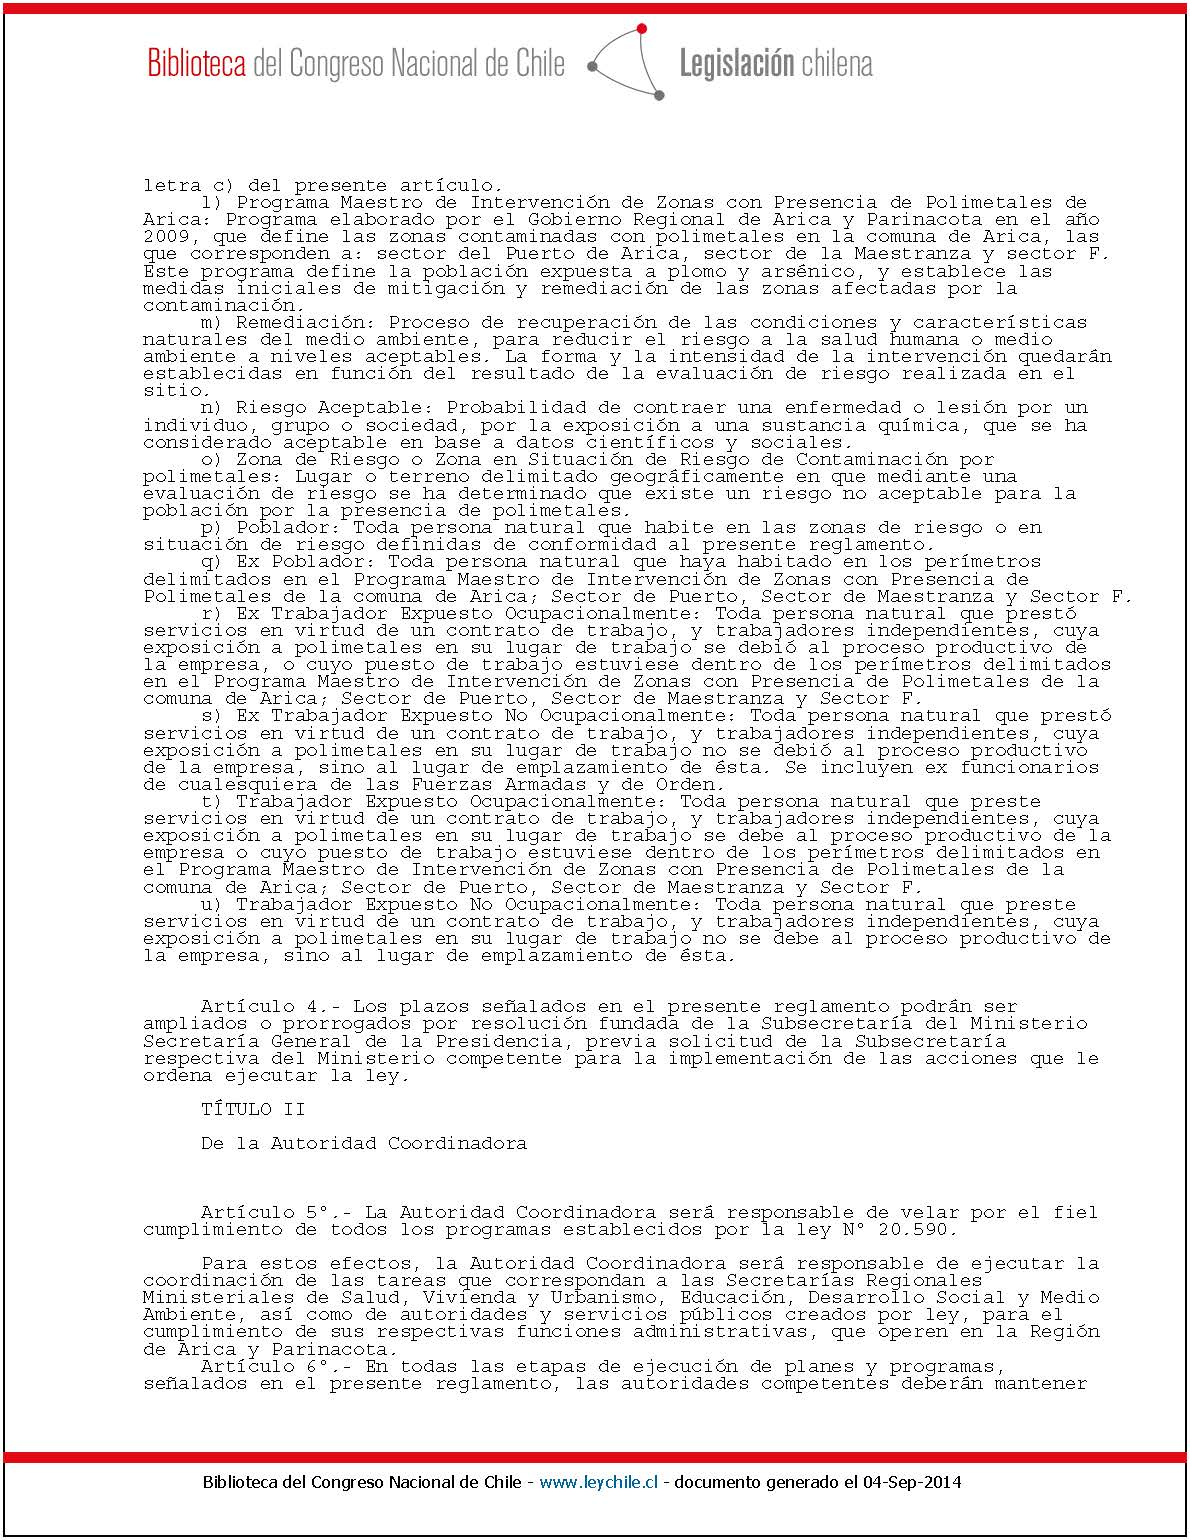 Biblioteca del Congreso Nacional de Chile Legislación chilena
letra c) del presente artículo.
l) Programa Maestro de Intervención de Zonas con Presencia de Polimetales de
Arica: Programa elaborado por el Gobierno Regional de Arica y Parinacota en el año
2009, que define las zonas contaminadas con polimetales en la comuna de Arica, las
que corresponden a: sector del Puerto de Arica, sector de la Maestranza y sector F.
Este programa define la población expuesta a plomo y arsénico, y establece las
medidas iniciales de mitigación y remediación de las zonas afectadas por la
contaminación.
m) Remediación: Proceso de recuperación de las condiciones y características
naturales del medio ambiente, para reducir el riesgo a la salud humana o medio
ambiente a niveles aceptables. La forma y la intensidad de la intervención quedarán
establecidas en función del resultado de la evaluación de riesgo realizada en el
sitio.
n) Riesgo Aceptable: Probabilidad de contraer una enfermedad o lesión por un
individuo, grupo o sociedad, por la exposición a una sustancia química, que se ha
considerado aceptable en base a datos científicos y sociales.
o) Zona de Riesgo o Zona en Situación de Riesgo de Contaminación por
polimetales: Lugar o terreno delimitado geográficamente en que mediante una
evaluación de riesgo se ha determinado que existe un riesgo no aceptable para la
población por la presencia de polimetales.
p) Poblador: Toda persona natural que habite en las zonas de riesgo o en
situación de riesgo definidas de conformidad al presente reglamento.
q) Ex Poblador: Toda persona natural que haya habitado en los perímetros
delimitados en el Programa Maestro de Intervención de Zonas con Presencia de
Polimetales de la comuna de Arica; Sector de Puerto, Sector de Maestranza y Sector F.
r) Ex Trabajador Expuesto Ocupacionalmente: Toda persona natural que prestó
servicios en virtud de un contrato de trabajo, y trabajadores independientes, cuya
exposición a polimetales en su lugar de trabajo se debió al proceso productivo de
la empresa, o cuyo puesto de trabajo estuviese dentro de los perímetros delimitados
en el Programa Maestro de Intervención de Zonas con Presencia de Polimetales de la
comuna de Arica; Sector de Puerto, Sector de Maestranza y Sector F.
s) Ex Trabajador Expuesto No Ocupacionalmente: Toda persona natural que prestó
servicios en virtud de un contrato de trabajo, y trabajadores independientes, cuya
exposición a polimetales en su lugar de trabajo no se debió al proceso productivo
de la empresa, sino al lugar de emplazamiento de ésta. Se incluyen ex funcionarios
de cualesquiera de las Fuerzas Armadas y de Orden.
t) Trabajador Expuesto Ocupacionalmente: Toda persona natural que preste
servicios en virtud de un contrato de trabajo, y trabajadores independientes, cuya
exposición a polimetales en su lugar de trabajo se debe al proceso productivo de la
empresa o cuyo puesto de trabajo estuviese dentro de los perímetros delimitados en
el Programa Maestro de Intervención de Zonas con Presencia de Polimetales de la
comuna de Arica; Sector de Puerto, Sector de Maestranza y Sector F.
u) Trabajador Expuesto No Ocupacionalmente: Toda persona natural que preste
servicios en virtud de un contrato de trabajo, y trabajadores independientes, cuya
exposición a polimetales en su lugar de trabajo no se debe al proceso productivo de
la empresa, sino al lugar de emplazamiento de ésta.
Artículo 4.- Los plazos señalados en el presente reglamento podrán ser
ampliados o prorrogados por resolución fundada de la Subsecretaría del Ministerio
Secretaría General de la Presidencia, previa solicitud de la Subsecretaría
respectiva del Ministerio competente para la implementación de las acciones que le
ordena ejecutar la ley.
TÍTULO II
De la Autoridad Coordinadora
Artículo 5°.- La Autoridad Coordinadora será responsable de velar por el fiel
cumplimiento de todos los programas establecidos por la ley N° 20.590.
Para estos efectos, la Autoridad Coordinadora será responsable de ejecutar la
coordinación de las tareas que correspondan a las Secretarías Regionales
Ministeriales de Salud, Vivienda y Urbanismo, Educación, Desarrollo Social y Medio
Ambiente, así como de autoridades y servicios públicos creados por ley, para el
cumplimiento de sus respectivas funciones administrativas, que operen en la Región
de Arica y Parinacota.
Artículo 6°.- En todas las etapas de ejecución de planes y programas,
señalados en el presente reglamento, las autoridades competentes deberán mantener
Biblioteca del Congreso Nacional de Chile - www.leychile.cl - documento generado el 04-Sep-2014